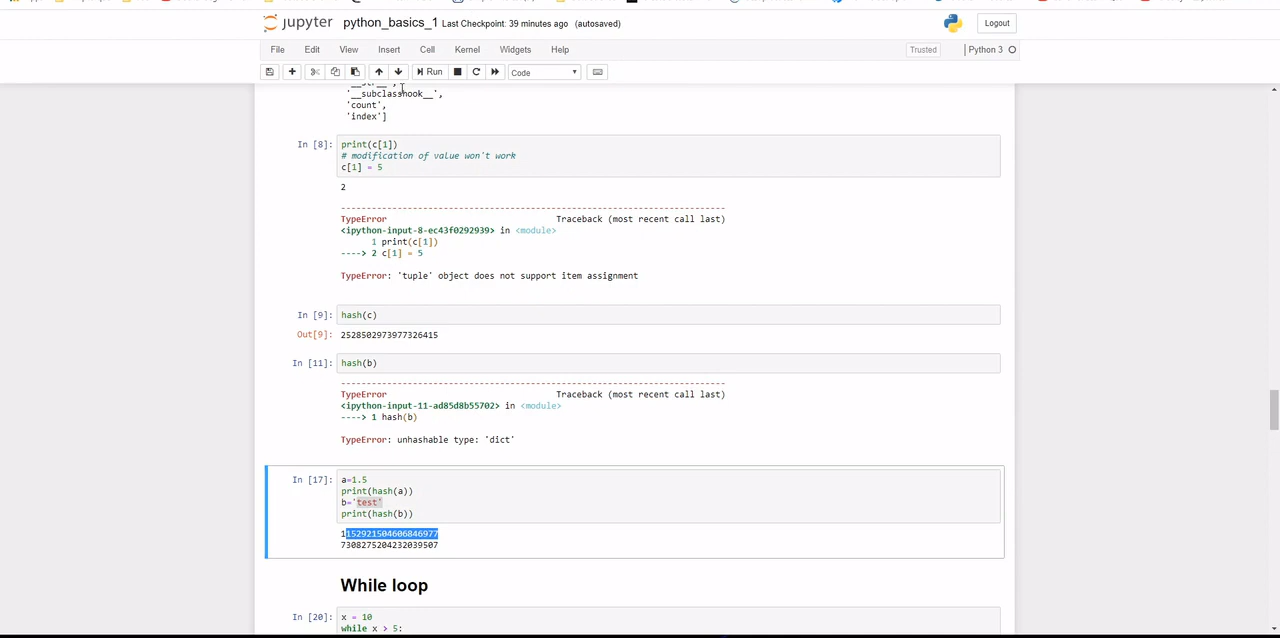 jupyter python_basics_1 Last Checkpoint: 39 minutes ago (autosaved)
Logout
File Edit View Insert Cell Kernel Widgets Help
Trusted Python 3
Run Code
'__subclasshook__',
'count',
'index']
In [8]: print(c[1])
# modification of value won't work
c[1] = 5
2
---------------------------------------------------------------------------
TypeError Traceback (most recent call last)
<ipython-input-8-ec43f0292939> in <module>
1 print(c[1])
----> 2 c[1] = 5
TypeError: 'tuple' object does not support item assignment
In [9]: hash(c)
Out[9]: 2528502973977326415
In [11]: hash(b)
---------------------------------------------------------------------------
TypeError Traceback (most recent call last)
<ipython-input-11-ad85d8b55702> in <module>
----> 1 hash(b)
TypeError: unhashable type: 'dict'
In [17]: a=1.5
print(hash(a))
b='test'
print(hash(b))
1152921504606846977
7308275204232039507
While loop
In [20]: x = 10
while x > 5: